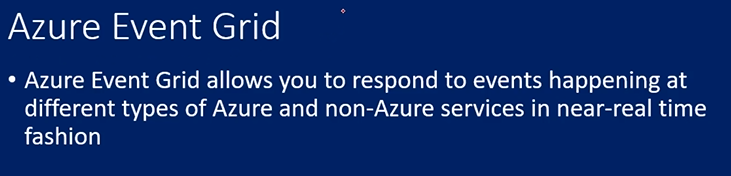 Azure Event Grid
• Azure Event Grid allows you to respond to events happening at
different types of Azure and non-Azure services in near-real time
fashion